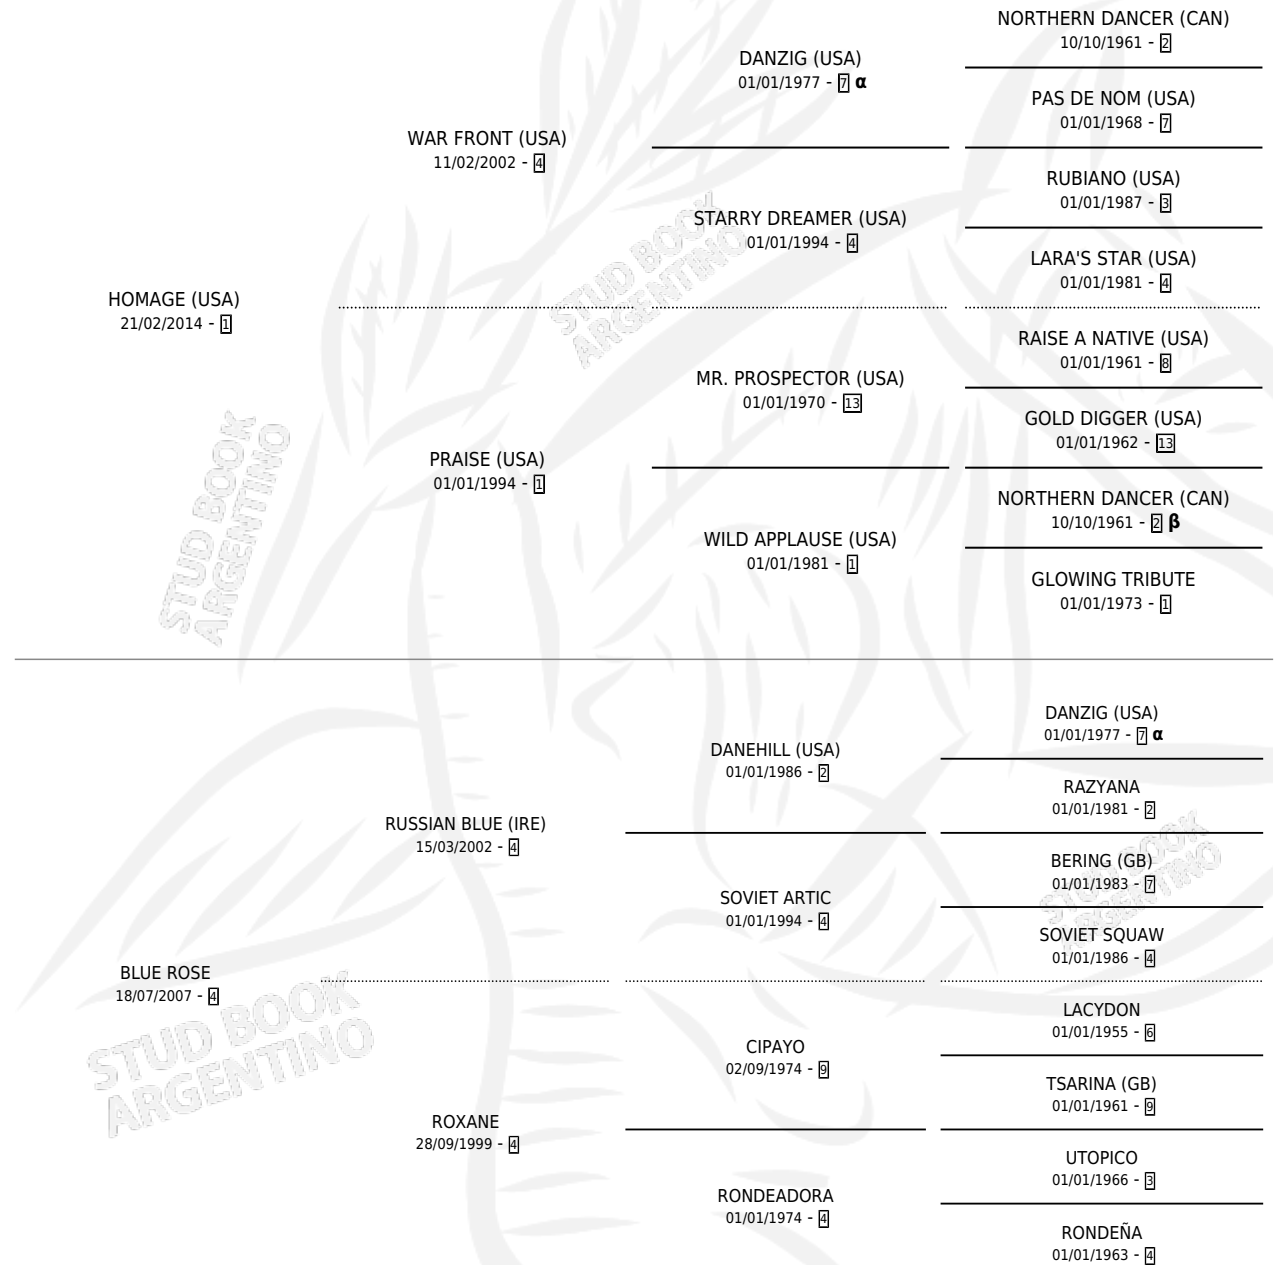 NORTHERN DANCER (CAN)
10/10/1961 - 2
DANZIG (USA)
01/01/1977 - 7 α
PAS DE NOM (USA)
01/01/1968 - 7
WAR FRONT (USA)
11/02/2002 - 4
RUBIANO (USA)
01/01/1987 - 3
STARRY DREAMER (USA)
01/01/1994 - 4
LARA'S STAR (USA)
01/01/1981 - 4
HOMAGE (USA)
21/02/2014 - 1
RAISE A NATIVE (USA)
01/01/1961 - 8
MR. PROSPECTOR (USA)
01/01/1970 - 13
GOLD DIGGER (USA)
01/01/1962 - 13
PRAISE (USA)
01/01/1994 - 1
NORTHERN DANCER (CAN)
10/10/1961 - 2 β
WILD APPLAUSE (USA)
01/01/1981 - 1
GLOWING TRIBUTE
01/01/1973 - 1
DANZIG (USA)
01/01/1977 - 7 α
DANEHILL (USA)
01/01/1986 - 2
RAZYANA
01/01/1981 - 2
RUSSIAN BLUE (IRE)
15/03/2002 - 4
BERING (GB)
01/01/1983 - 7
SOVIET ARTIC
01/01/1994 - 4
SOVIET SQUAW
01/01/1986 - 4
BLUE ROSE
18/07/2007 - 4
LACYDON
01/01/1955 - 6
CIPAYO
02/09/1974 - 9
TSARINA (GB)
01/01/1961 - 9
ROXANE
28/09/1999 - 4
UTOPICO
01/01/1966 - 3
RONDEADORA
01/01/1974 - 4
RONDEÑA
01/01/1963 - 4
STUD BOOK
ARGENTINO
STUD BOOK
ARGENTINO
STUD BOOK
ARGENTINO
STUD BOOK
ARGENTINO